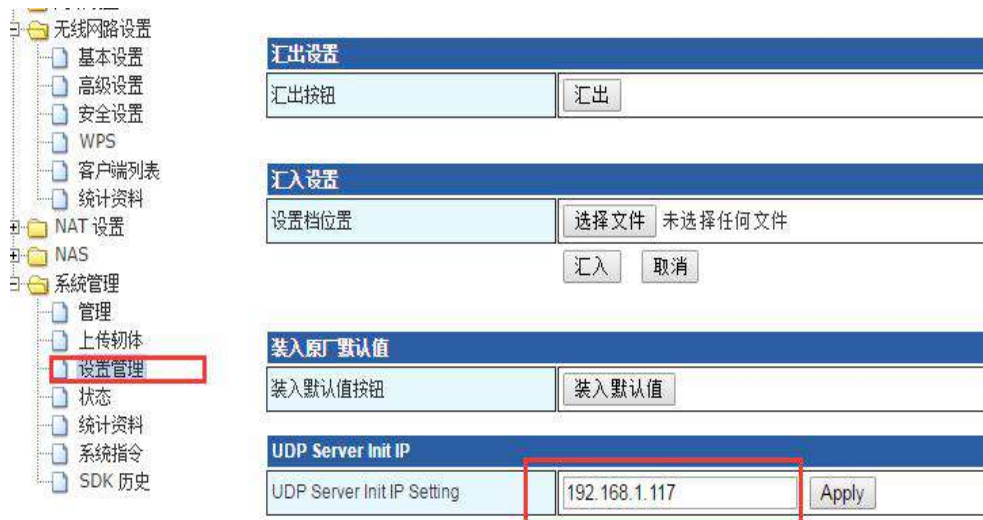 无线网路设置
基本设置
高级设置
安全设置
WPS
客户端列表
统计资料
NAT 设置
NAS
系统管理
管理
上传轫体
设置管理
状态
统计资料
系统指令
SDK 历史
汇出设置
汇出按钮 汇出
汇入设置
设置档位置 选择文件 未选择任何文件
汇入 取消
装入原厂默认值
装入默认值按钮 装入默认值
UDP Server Init IP
UDP Server Init IP Setting 192.168.1.117 Apply